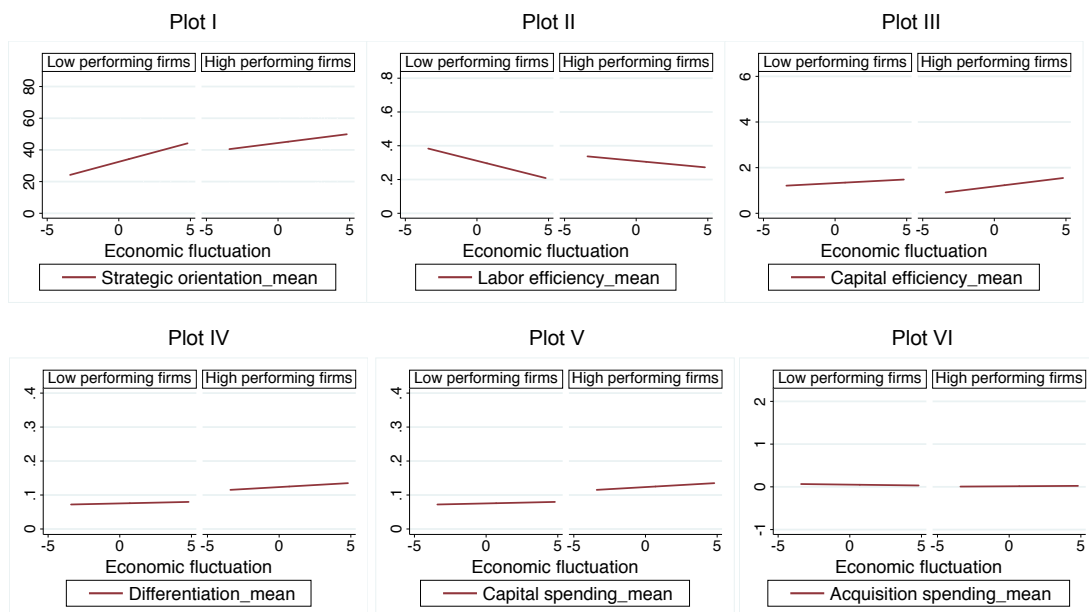 Plot I
Plot II
Plot III
Low performing firms
High performing firms
Low performing firms
High performing firms
Low performing firms
High performing firms
80
60
40
20
0
.8
.6
.4
.2
0
6
4
2
0
-5
0
5
-5
0
5
-5
0
5
-5
0
5
-5
0
5
-5
0
5
Economic fluctuation
Economic fluctuation
Economic fluctuation
Strategic orientation_mean
Labor efficiency_mean
Capital efficiency_mean
Plot IV
Plot V
Plot VI
Low performing firms
High performing firms
Low performing firms
High performing firms
Low performing firms
High performing firms
.4
.3
.2
.1
0
.4
.3
.2
.1
0
2
1
0
-1
-5
0
5
-5
0
5
-5
0
5
-5
0
5
-5
0
5
-5
0
5
Economic fluctuation
Economic fluctuation
Economic fluctuation
Differentiation_mean
Capital spending_mean
Acquisition spending_mean